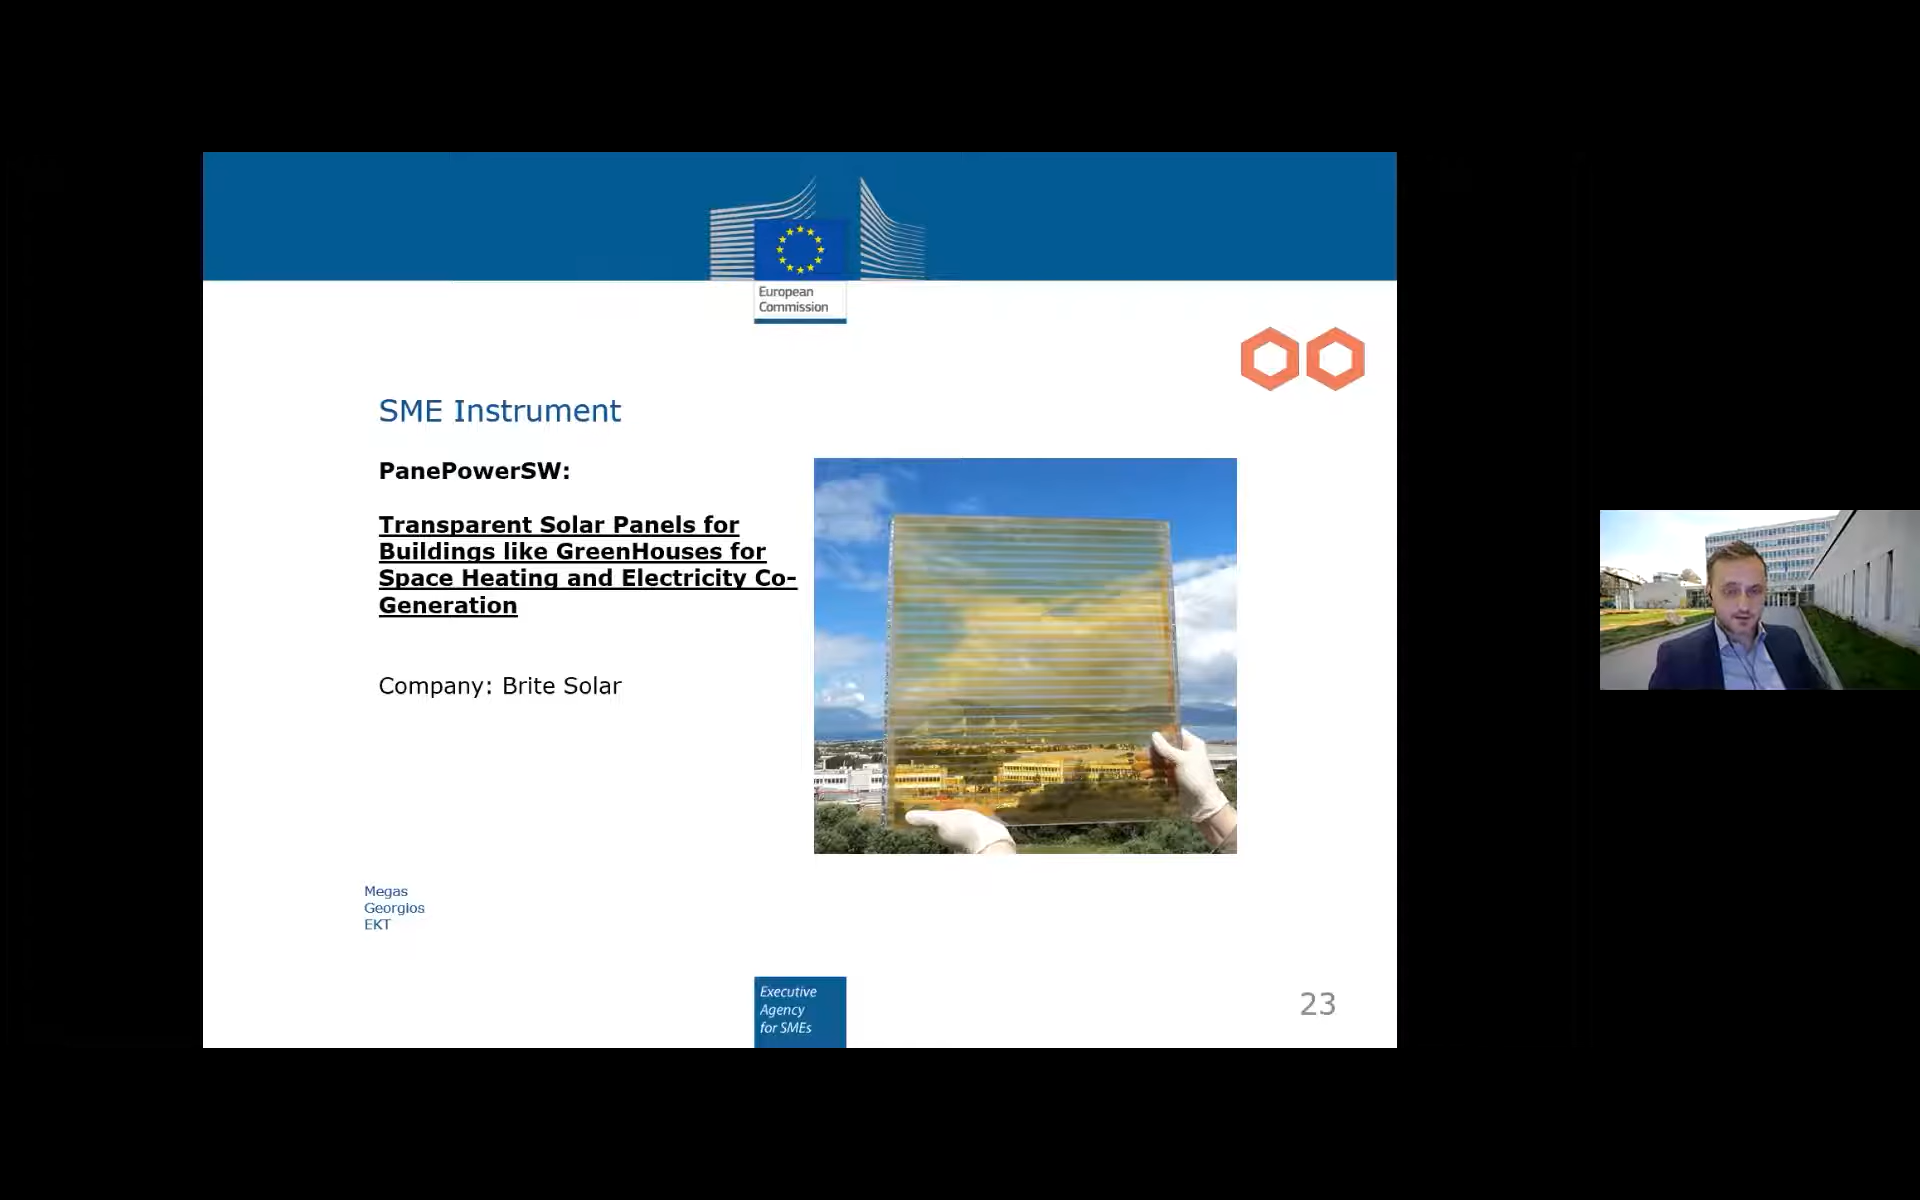 European
Commission
SME Instrument
PanePowerSW:
Transparent Solar Panels for
Buildings like GreenHouses for
Space Heating and Electricity Co-
Generation
Company: Brite Solar
Megas
Georgios
EKT
Executive
Agency
for SMEs
23